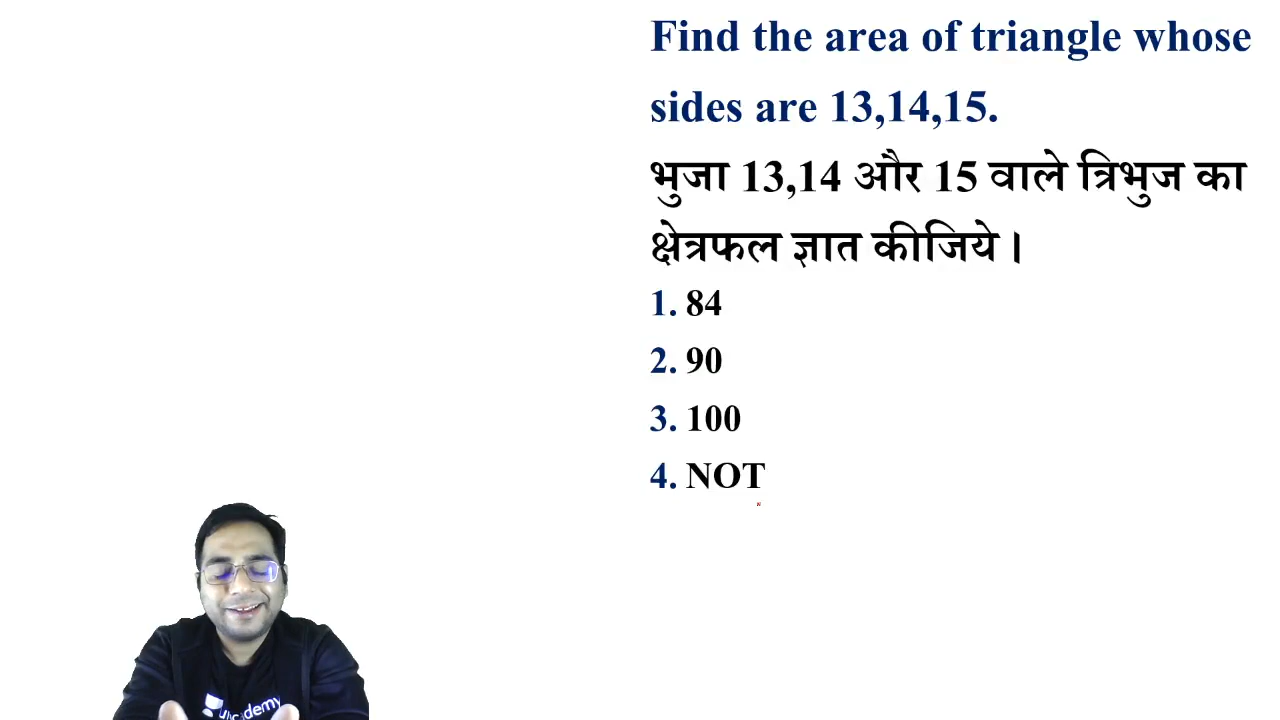 Find the area of triangle whose
sides are 13,14,15.
भुजा 13,14 और 15 वाले त्रिभुज का
क्षेत्रफल ज्ञात कीजिये ।
1. 84
2. 90
3. 100
4. NOT
unacademy